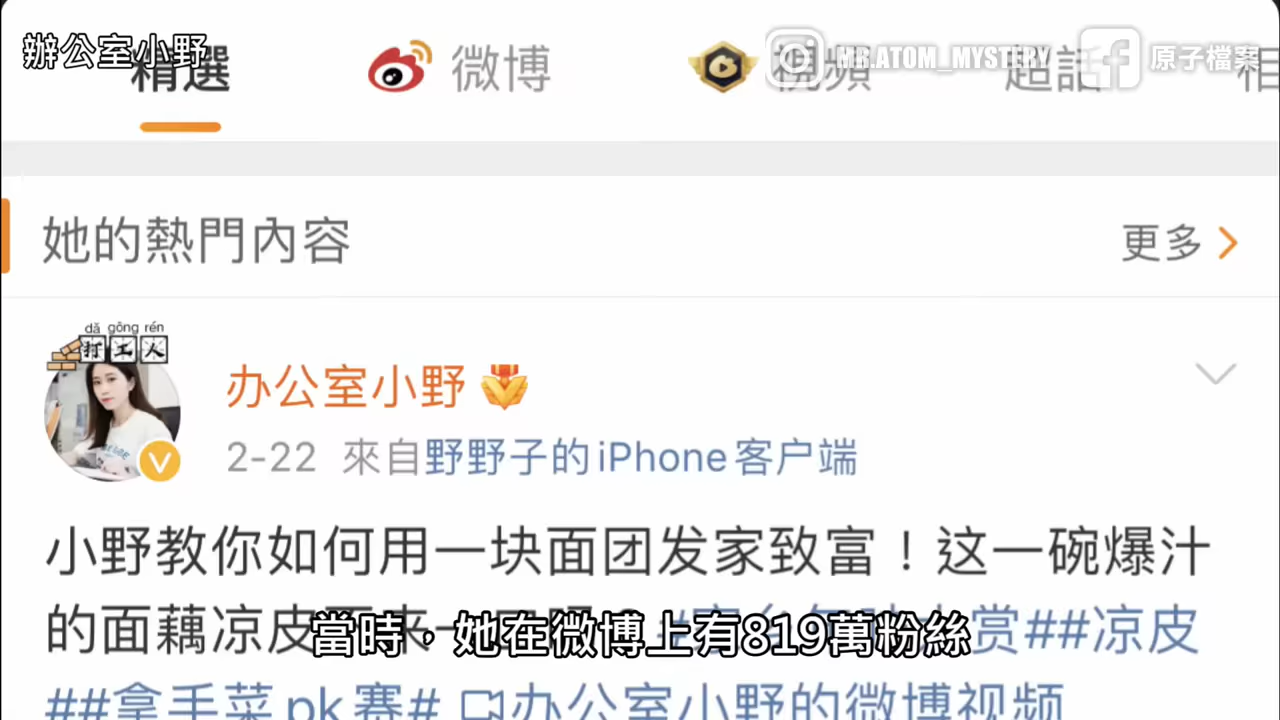 辦公室小野
精選 微博 視頻 超話 相
MR.ATOM_MYSTERY 原子檔案
她的熱門內容 更多
dǎ gōng rén
打工人
办公室小野
2-22 來自野野子的iPhone客户端
小野教你如何用一块面团发家致富！这一碗爆汁
的面藕凉皮 赏##凉皮
當時，她在微博上有819萬粉絲
##拿手菜pk赛# 办公室小野的微博视频